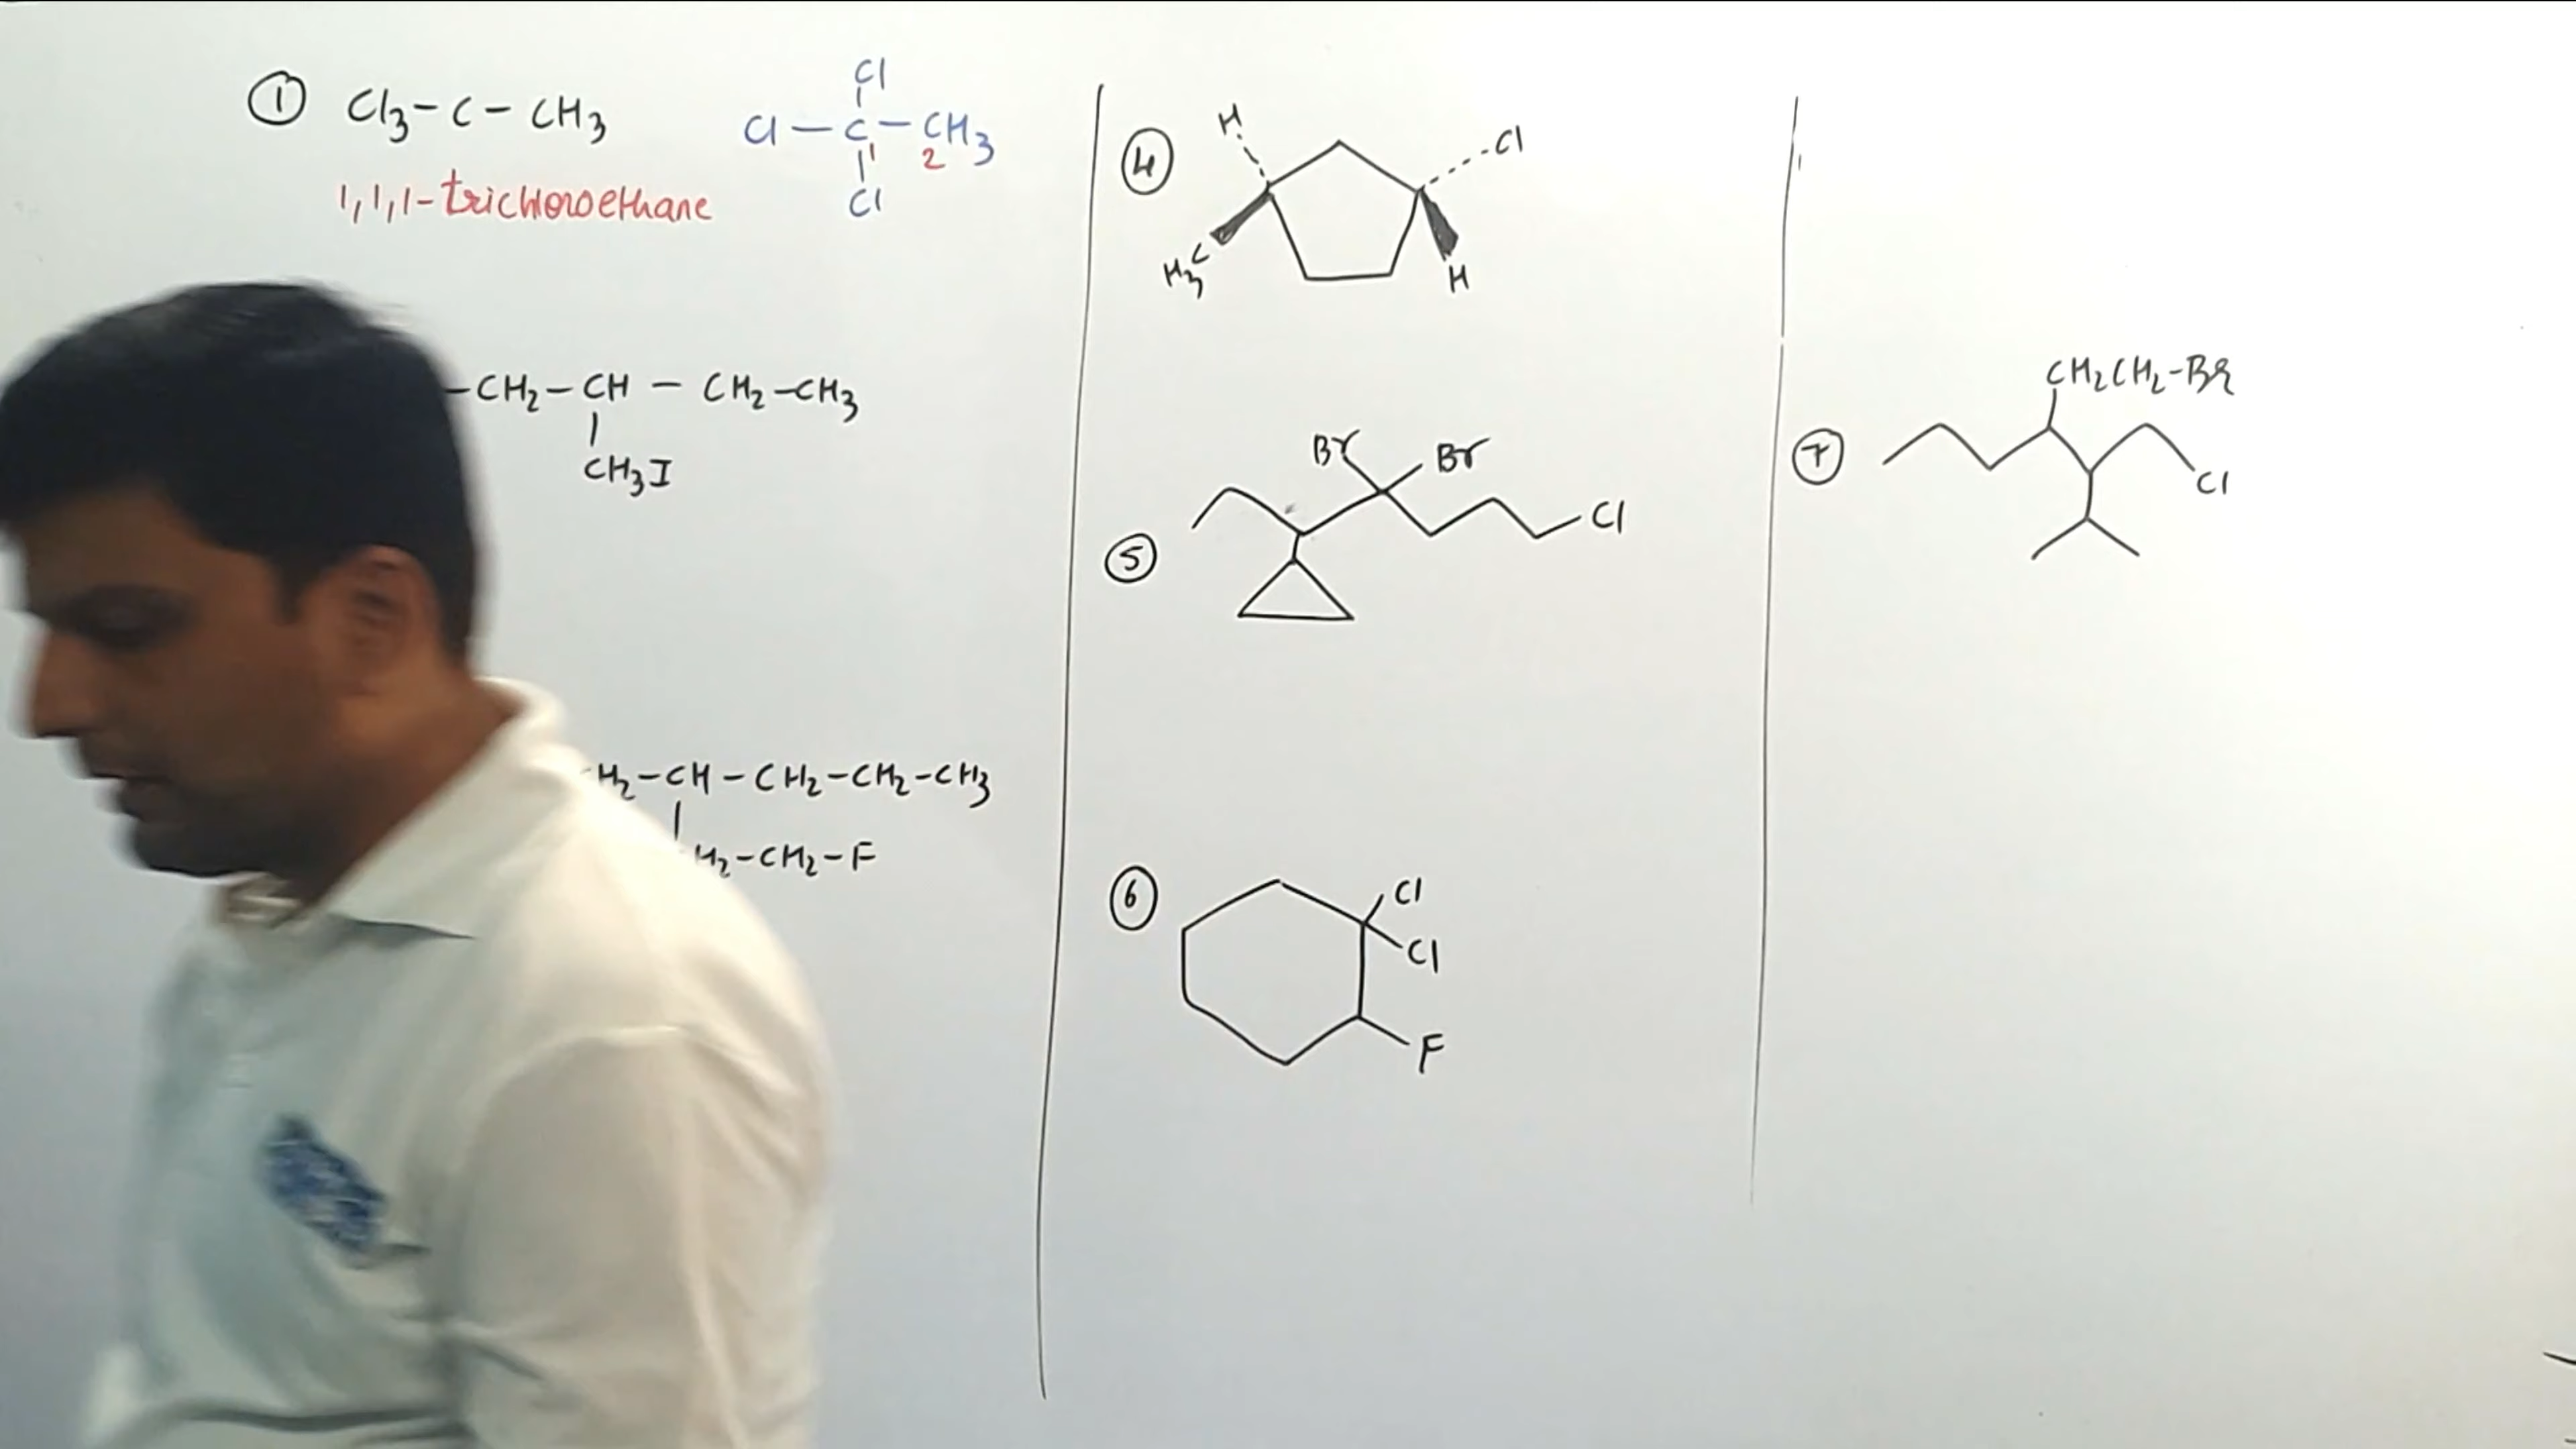 ① Cl₃-C-CH₃
1,1,1-trichloroethane
Cl
Cl-C-CH₃
1 2
Cl
-CH₂-CH-CH₂-CH₃
CH₃I
H₂-CH-CH₂-CH₂-CH₃
H₂-CH₂-F
④ H Cl
H₃C H
⑤ Br Br
Cl
⑥ Cl
Cl
F
⑦ CH₂CH₂-Br
Cl